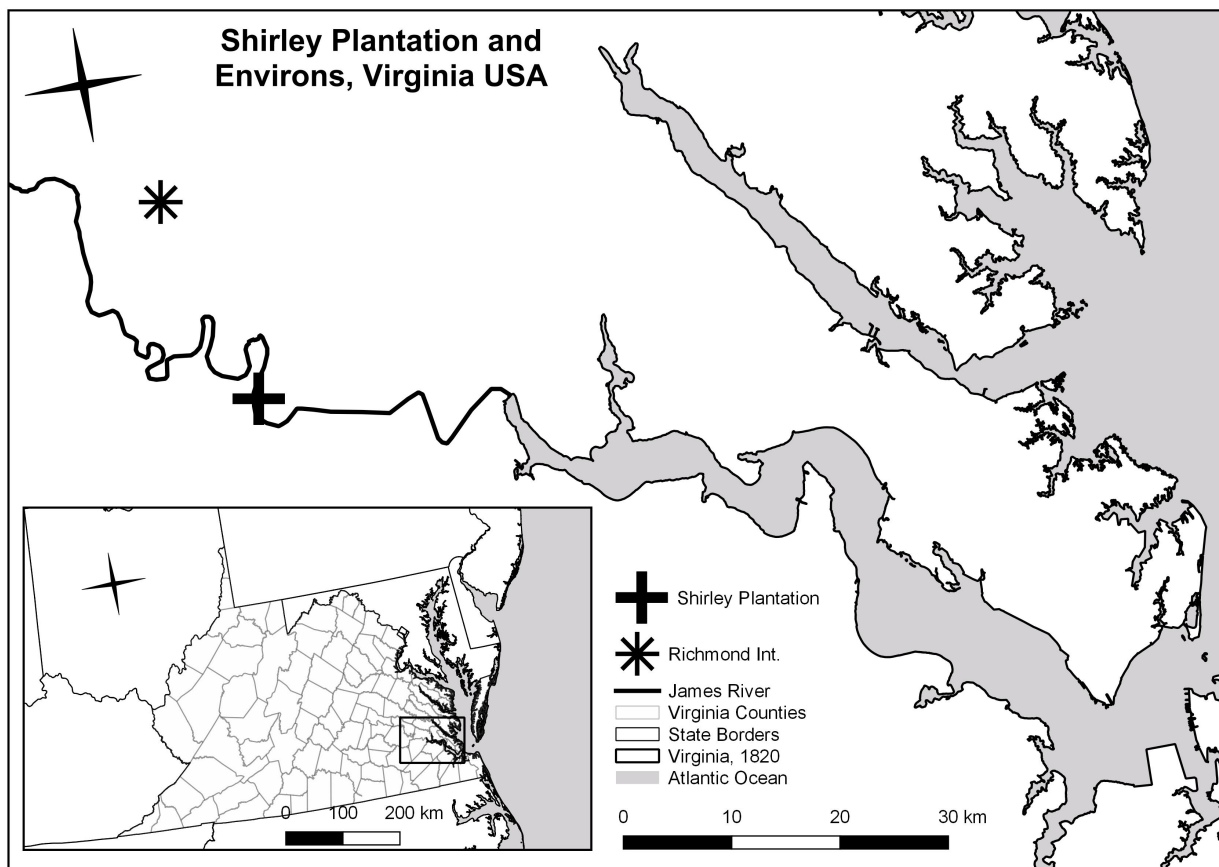 Shirley Plantation and
Environs, Virginia USA
Shirley Plantation
Richmond Int.
James River
Virginia Counties
State Borders
Virginia, 1820
Atlantic Ocean
0 100 200 km
0 10 20 30 km